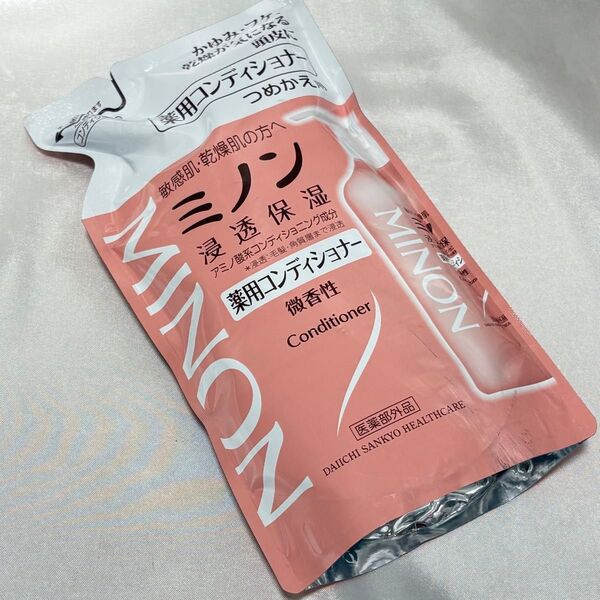 かゆみ・フケ
乾燥が気になる
頭皮に
薬用コンディショナー
つめかえ用
敏感肌・乾燥肌の方へ
ミノン
浸透保湿
アミノ酸系コンディショニング成分
*浸透:毛髪・角質層まで浸透
薬用コンディショナー
微香性
Conditioner
医薬部外品
DAIICHI SANKYO HEALTHCARE
MINON
MINON